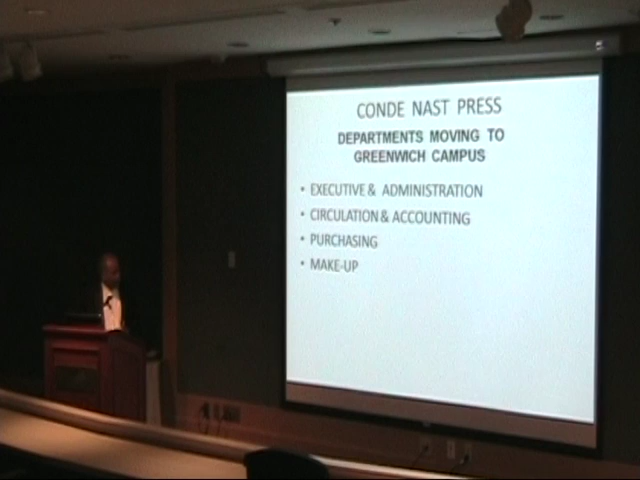 CONDE NAST PRESS
DEPARTMENTS MOVING TO
GREENWICH CAMPUS
• EXECUTIVE & ADMINISTRATION
• CIRCULATION & ACCOUNTING
• PURCHASING
• MAKE-UP